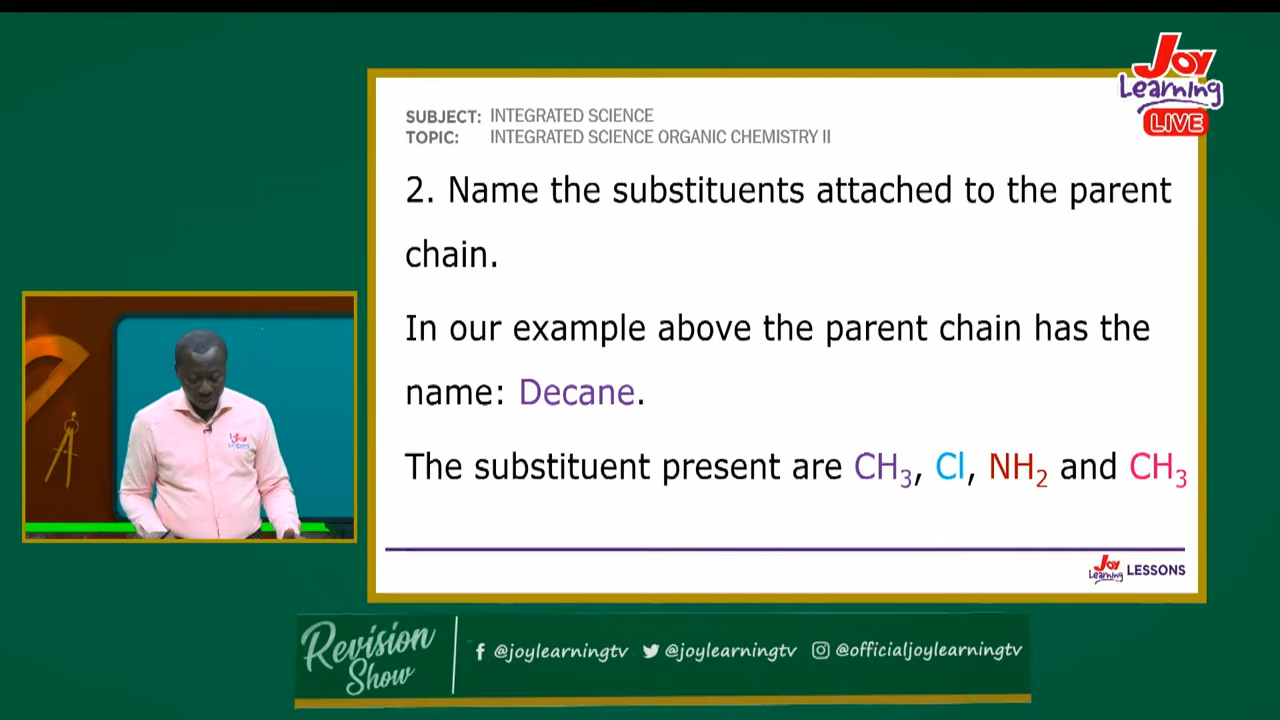 Joy
Learning
LIVE
SUBJECT: INTEGRATED SCIENCE
TOPIC: INTEGRATED SCIENCE ORGANIC CHEMISTRY II
2. Name the substituents attached to the parent
chain.
In our example above the parent chain has the
name: Decane.
The substituent present are CH₃, Cl, NH₂ and CH₃
Joy
Learning LESSONS
Joy
Learning
Revision
Show
@joylearningtv @joylearningtv @officialjoylearningtv